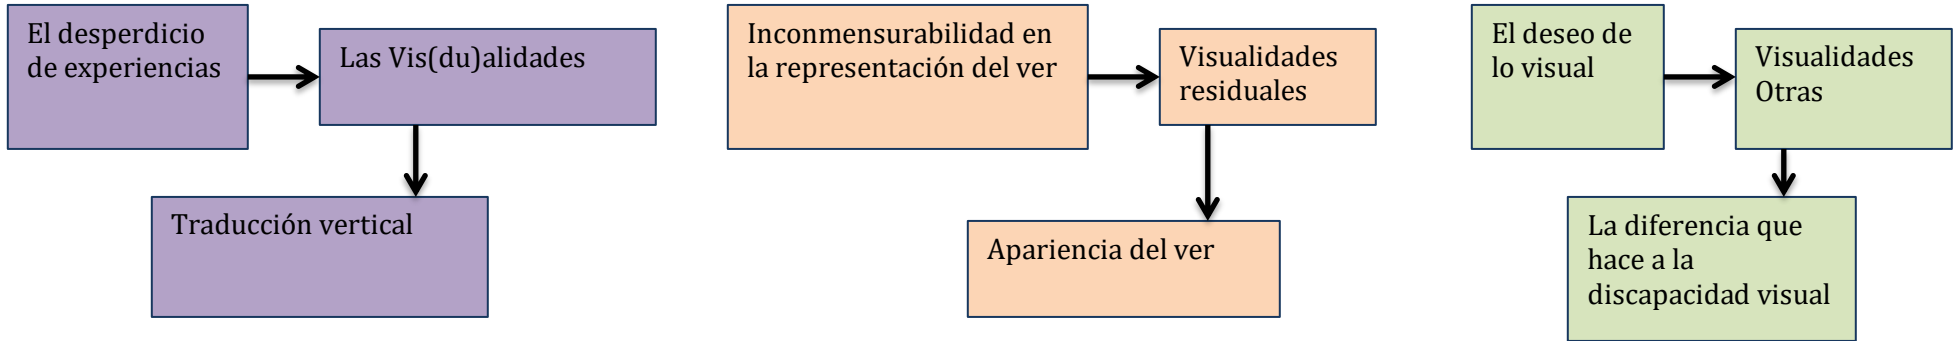 El desperdicio
de experiencias
Las Vis(du)alidades
Traducción vertical
Inconmensurabilidad en
la representación del ver
Visualidades
residuales
Apariencia del ver
El deseo de
lo visual
Visualidades
Otras
La diferencia que
hace a la
discapacidad visual